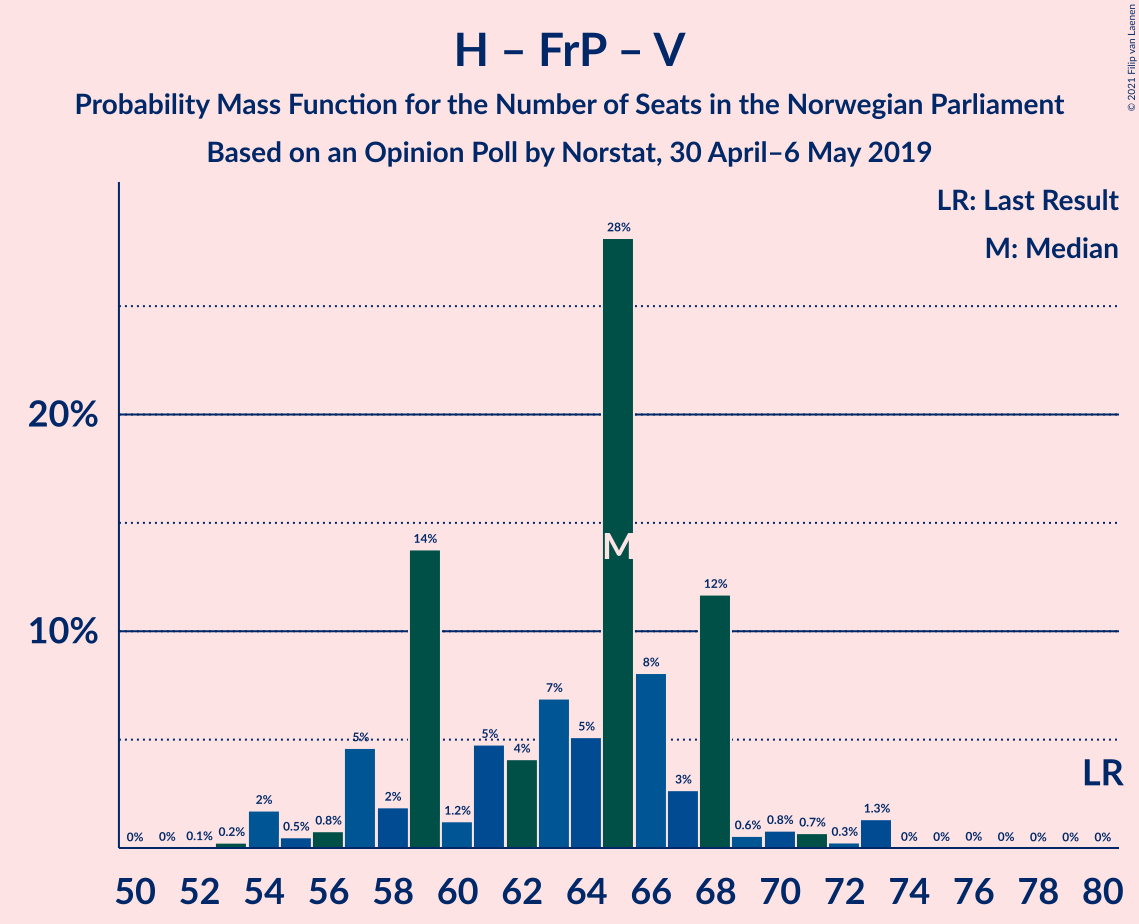 © 2021 Filip van Laenen
H – FrP – V
Probability Mass Function for the Number of Seats in the Norwegian Parliament
Based on an Opinion Poll by Norstat, 30 April–6 May 2019
LR: Last Result
M: Median
20%
10%
0% 0% 0.1% 0.2% 2% 0.5% 0.8% 5% 2% 14% 1.2% 5% 4% 7% 5% 28% 8% 3% 12% 0.6% 0.8% 0.7% 0.3% 1.3% 0% 0% 0% 0% 0% 0% 0%
M
LR
50 52 54 56 58 60 62 64 66 68 70 72 74 76 78 80